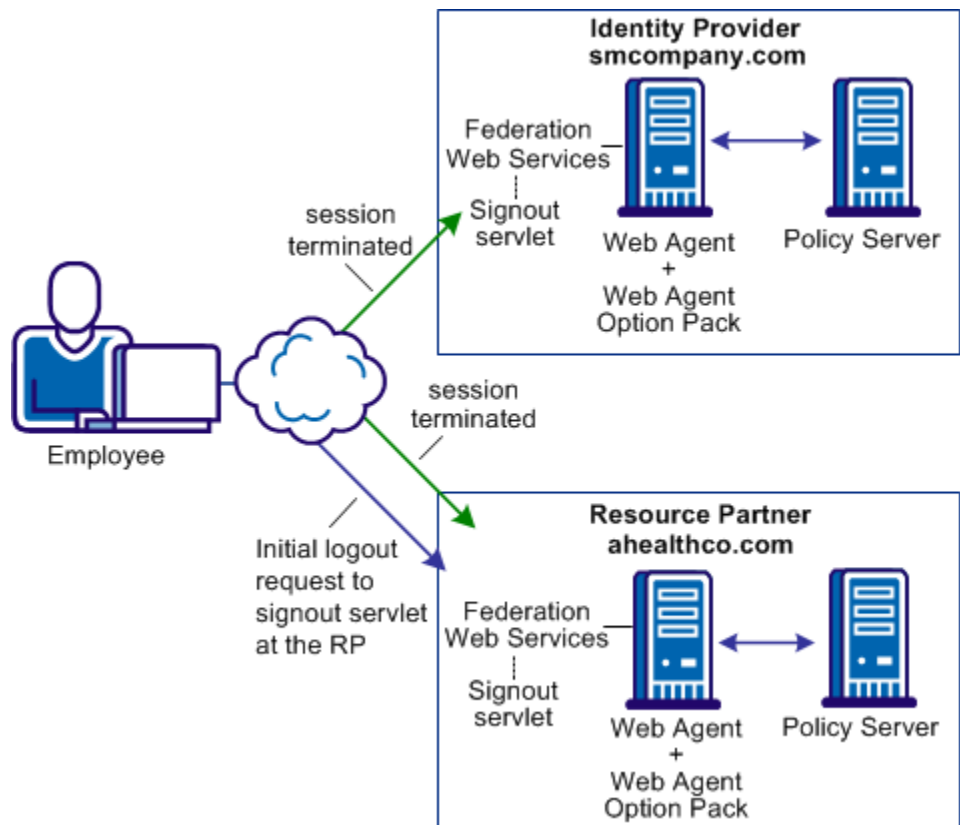 Identity Provider
smcompany.com
Federation
Web Services
Signout
servlet
Web Agent
+
Web Agent
Option Pack
Policy Server
session
terminated
Employee
session
terminated
Initial logout
request to
signout servlet
at the RP
Resource Partner
ahealthco.com
Federation
Web Services
Signout
servlet
Web Agent
+
Web Agent
Option Pack
Policy Server